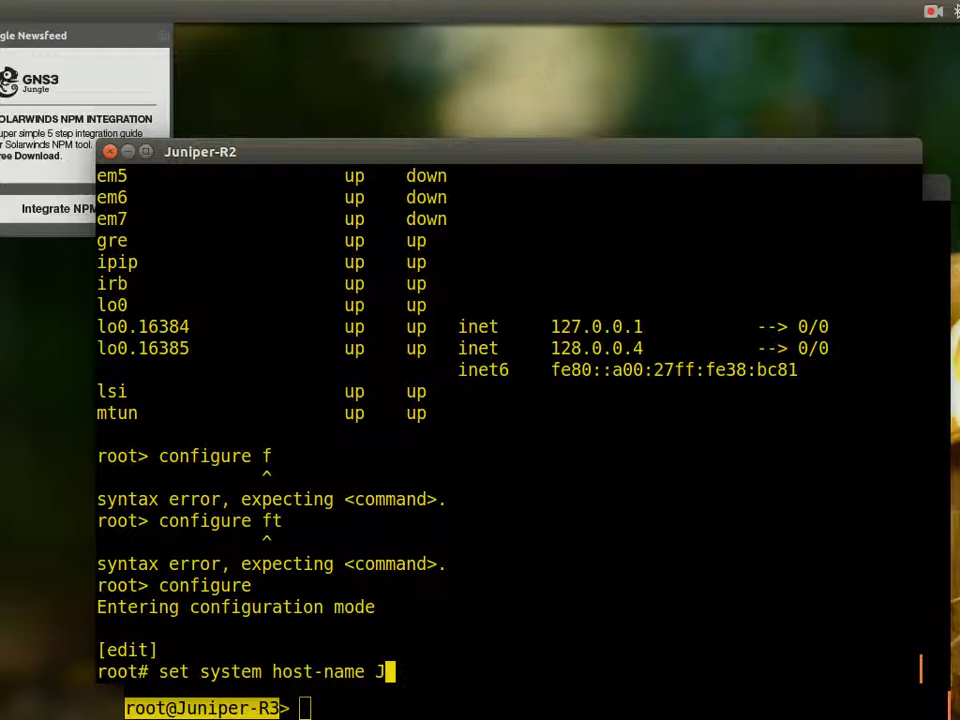 gle Newsfeed
GNS3
Jungle
OLARWINDS NPM INTEGRATION
uper simple 5 step integration guide
r Solarwinds NPM tool.
ree Download.
Integrate NPM
Juniper-R2
em5 up down
em6 up down
em7 up down
gre up up
ipip up up
irb up up
lo0 up up
lo0.16384 up up inet 127.0.0.1 --> 0/0
lo0.16385 up up inet 128.0.0.4 --> 0/0
inet6 fe80::a00:27ff:fe38:bc81
lsi up up
mtun up up
root> configure f
^
syntax error, expecting <command>.
root> configure ft
^
syntax error, expecting <command>.
root> configure
Entering configuration mode
[edit]
root# set system host-name J
root@Juniper-R3>